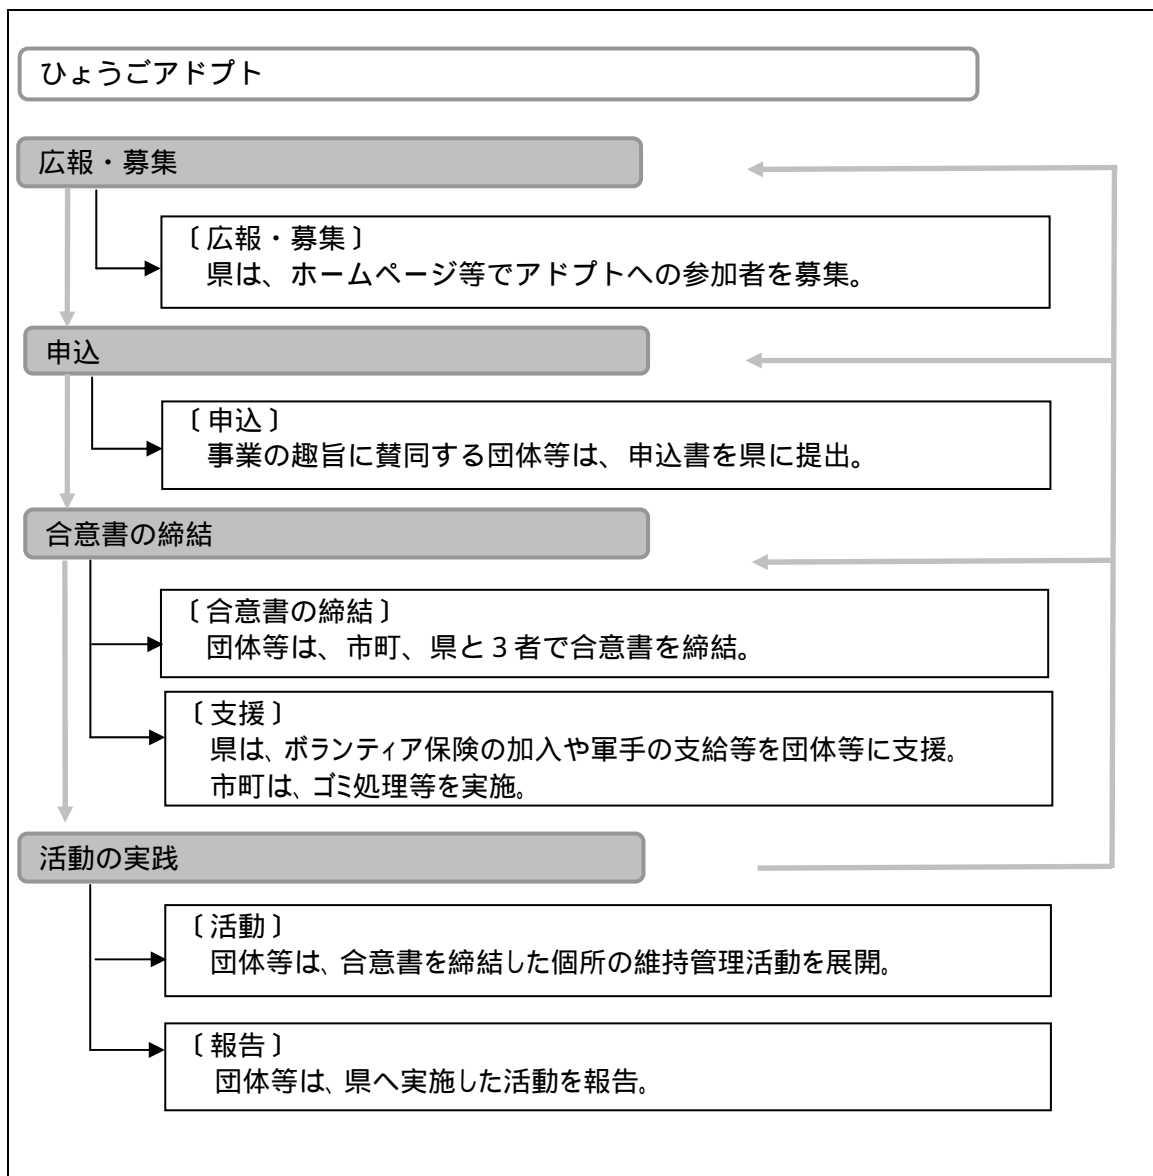 ひょうごアドプト
広報・募集
〔広報・募集〕
県は、ホームページ等でアドプトへの参加者を募集。
申込
〔申込〕
事業の趣旨に賛同する団体等は、申込書を県に提出。
合意書の締結
〔合意書の締結〕
団体等は、市町、県と3者で合意書を締結。
〔支援〕
県は、ボランティア保険の加入や軍手の支給等を団体等に支援。
市町は、ゴミ処理等を実施。
活動の実践
〔活動〕
団体等は、合意書を締結した個所の維持管理活動を展開。
〔報告〕
団体等は、県へ実施した活動を報告。